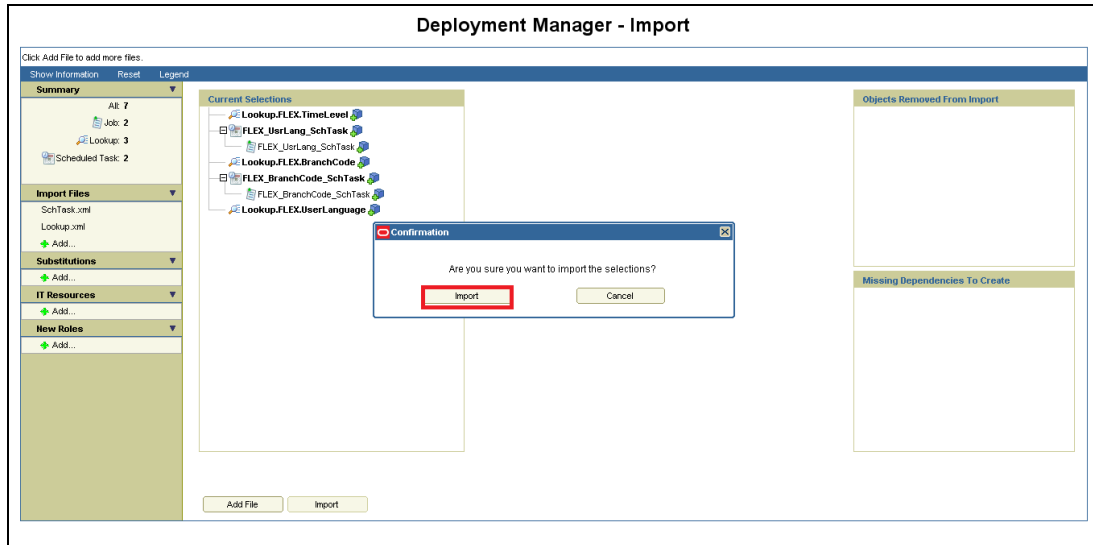 Deployment Manager - Import
Click Add File to add more files.
Show Information Reset Legend
Summary
All: 7
Job: 2
Lookup: 3
Scheduled Task: 2
Import Files
SchTask.xml
Lookup.xml
Add...
Substitutions
Add...
IT Resources
Add...
New Roles
Add...
Current Selections
Lookup.FLEX.TimeLevel
FLEX_UsrLang_SchTask
FLEX_UsrLang_SchTask
Lookup.FLEX.BranchCode
FLEX_BranchCode_SchTask
FLEX_BranchCode_SchTask
Lookup.FLEX.UserLanguage
Confirmation
Are you sure you want to import the selections?
Import Cancel
Objects Removed From Import
Missing Dependencies To Create
Add File Import